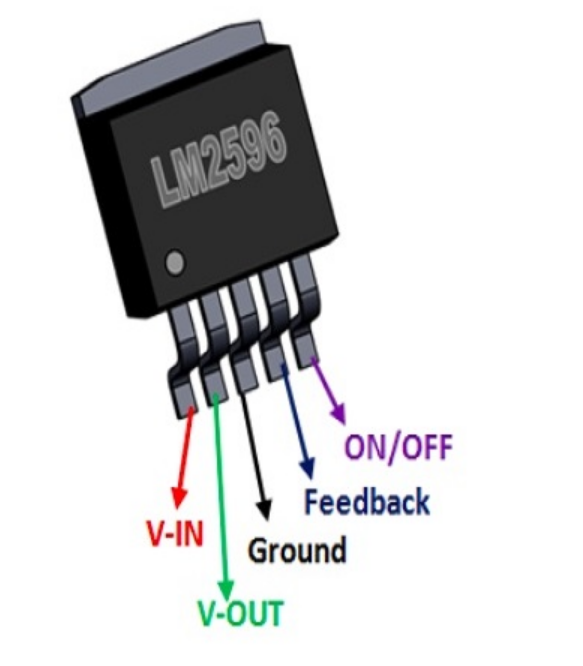 LM2596
ON/OFF
Feedback
V-IN
Ground
V-OUT